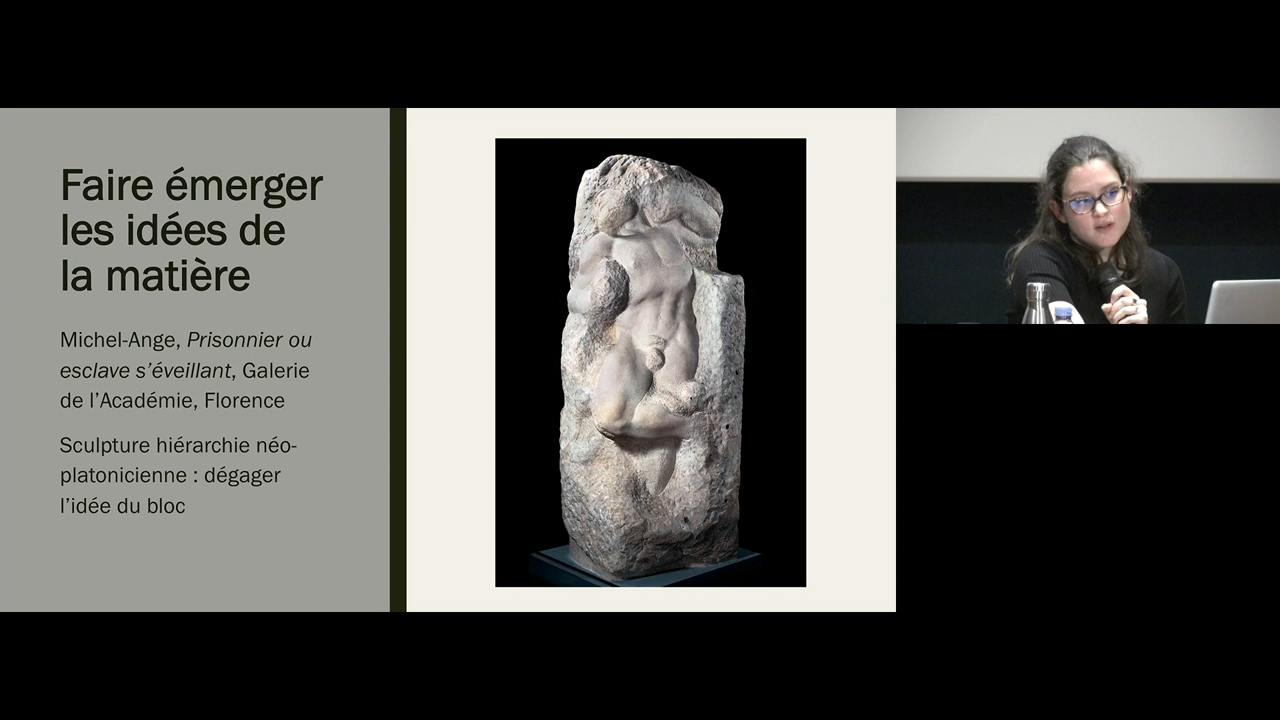 Faire émerger
les idées de
la matière
Michel-Ange, Prisonnier ou
esclave s’éveillant, Galerie
de l’Académie, Florence
Sculpture hiérarchie néo-
platonicienne : dégager
l’idée du bloc